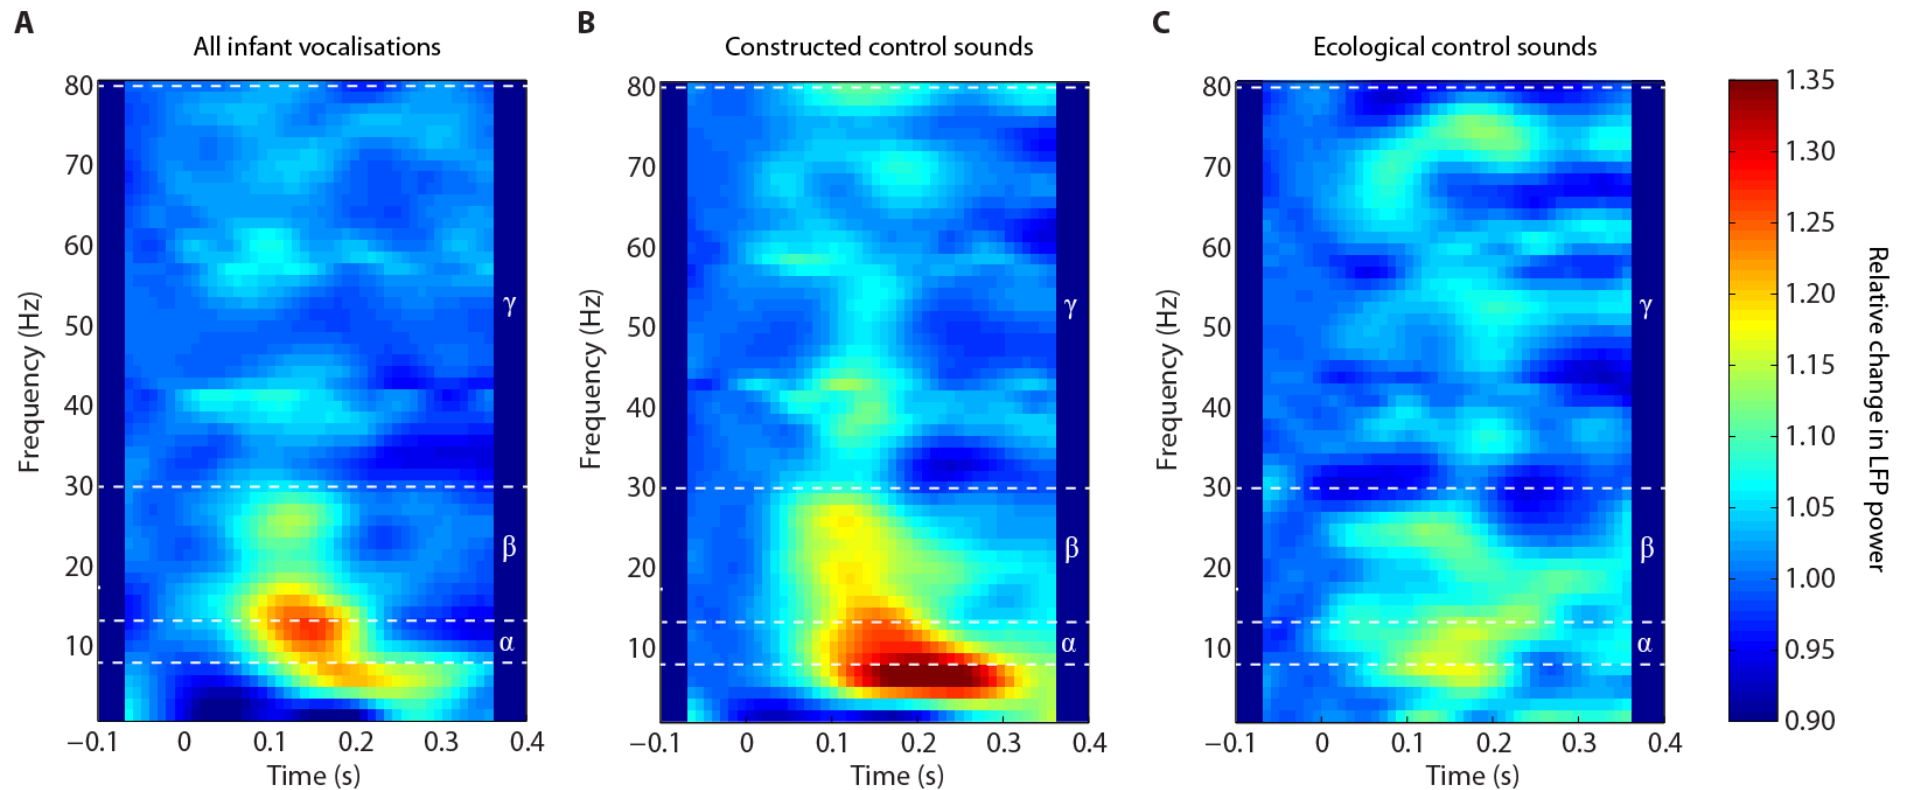 A
All infant vocalisations
80
70
60
50
40
30
20
10
Frequency (Hz)
γ
β
α
−0.1 0 0.1 0.2 0.3 0.4
Time (s)
B
Constructed control sounds
80
70
60
50
40
30
20
10
Frequency (Hz)
γ
β
α
−0.1 0 0.1 0.2 0.3 0.4
Time (s)
C
Ecological control sounds
80
70
60
50
40
30
20
10
Frequency (Hz)
γ
β
α
−0.1 0 0.1 0.2 0.3 0.4
Time (s)
1.35
1.30
1.25
1.20
1.15
1.10
1.05
1.00
0.95
0.90
Relative change in LFP power